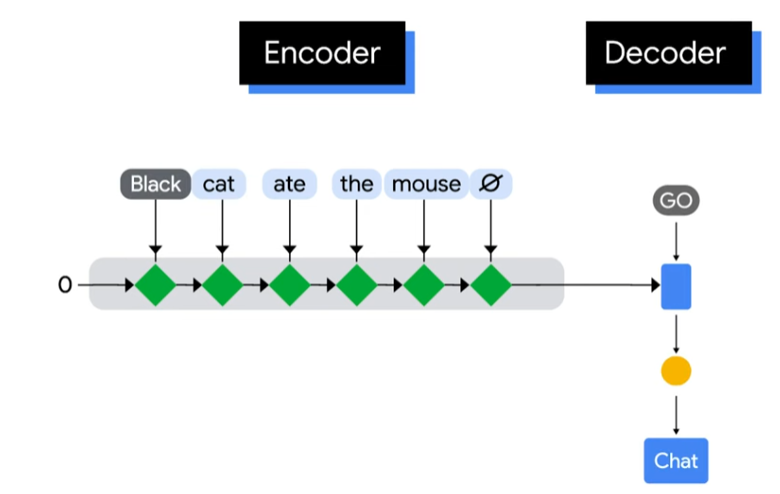 Encoder
Decoder
Black cat ate the mouse Ø
GO
0
Chat